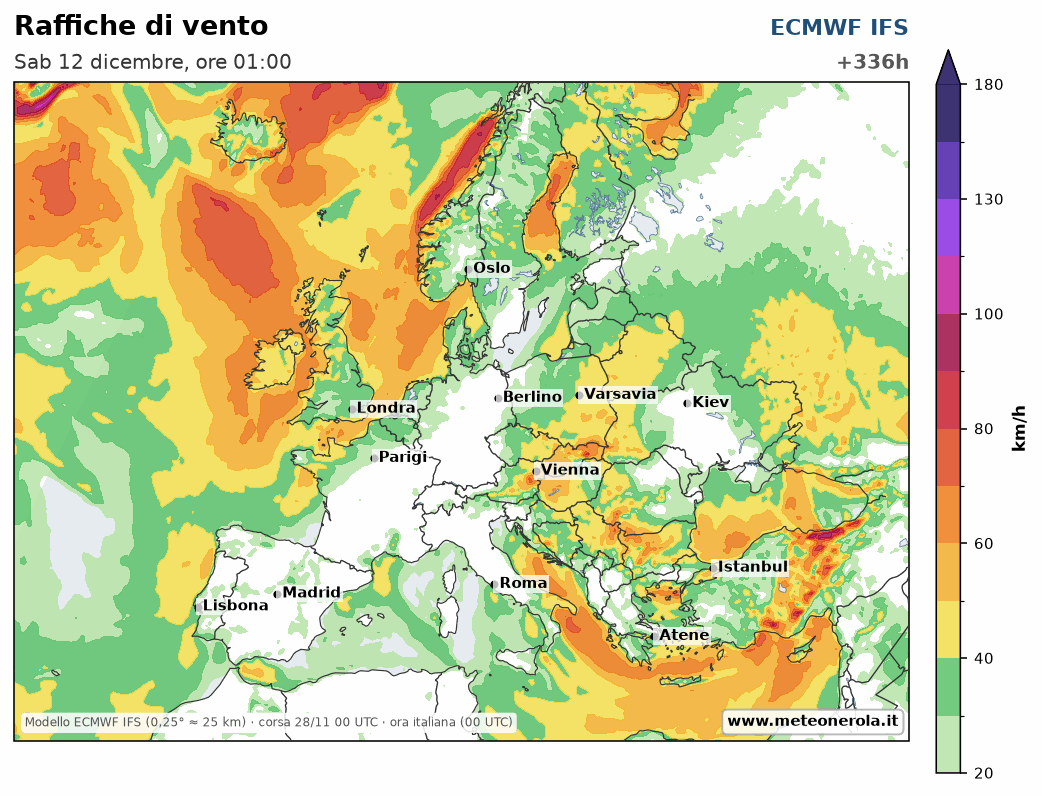 Raffiche di vento
ECMWF IFS
Sab 12 dicembre, ore 01:00
+336h
180
130
100
80
60
40
20
km/h
Oslo
Berlino
Varsavia
Kiev
Londra
Parigi
Vienna
Istanbul
Roma
Madrid
Lisbona
Atene
Modello ECMWF IFS (0,25° ≈ 25 km) · corsa 28/11 00 UTC · ora italiana (00 UTC)
www.meteonerola.it